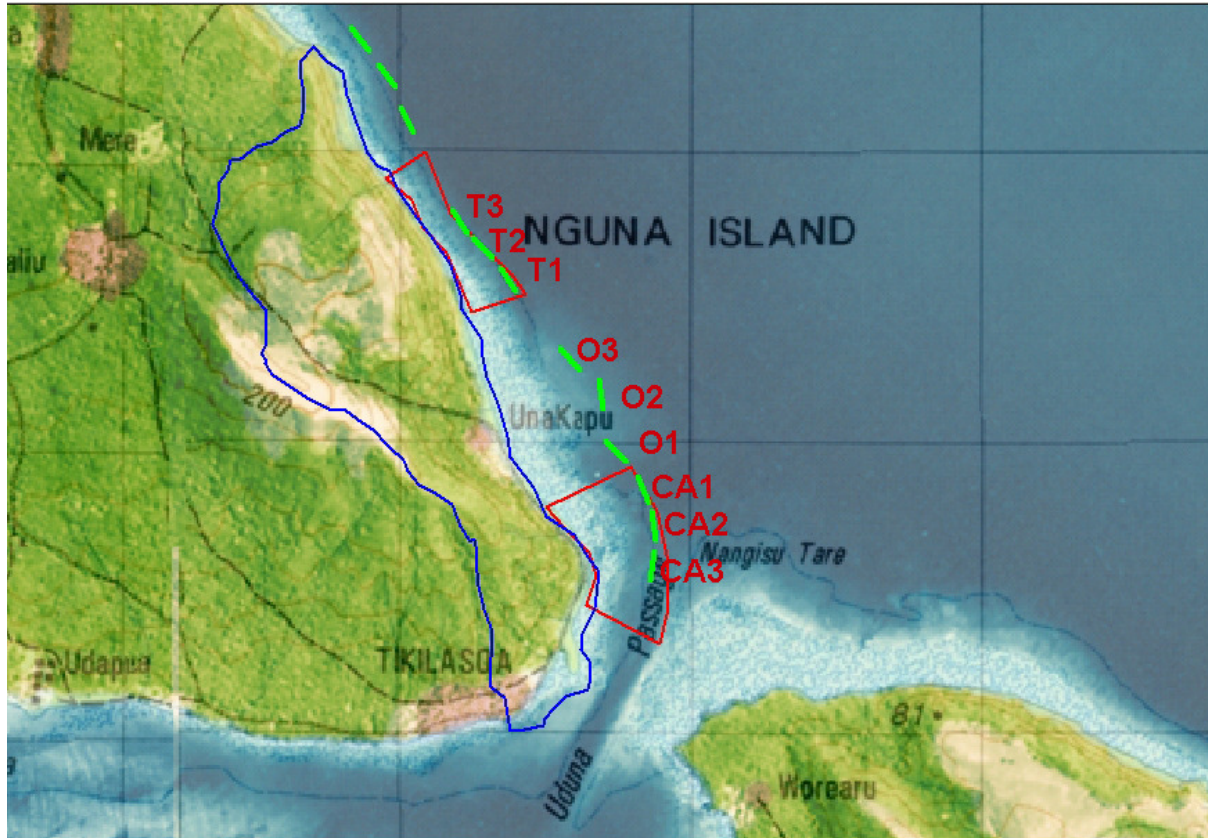 a
Mere
T3
NGUNA ISLAND
T2
aliu
T1
O3
200
O2
UnaKapu
O1
CA1
CA2
Nangisu Tare
CA3
Passage
Udapua
TIKILASOA
81
a
Uduna
Worearu